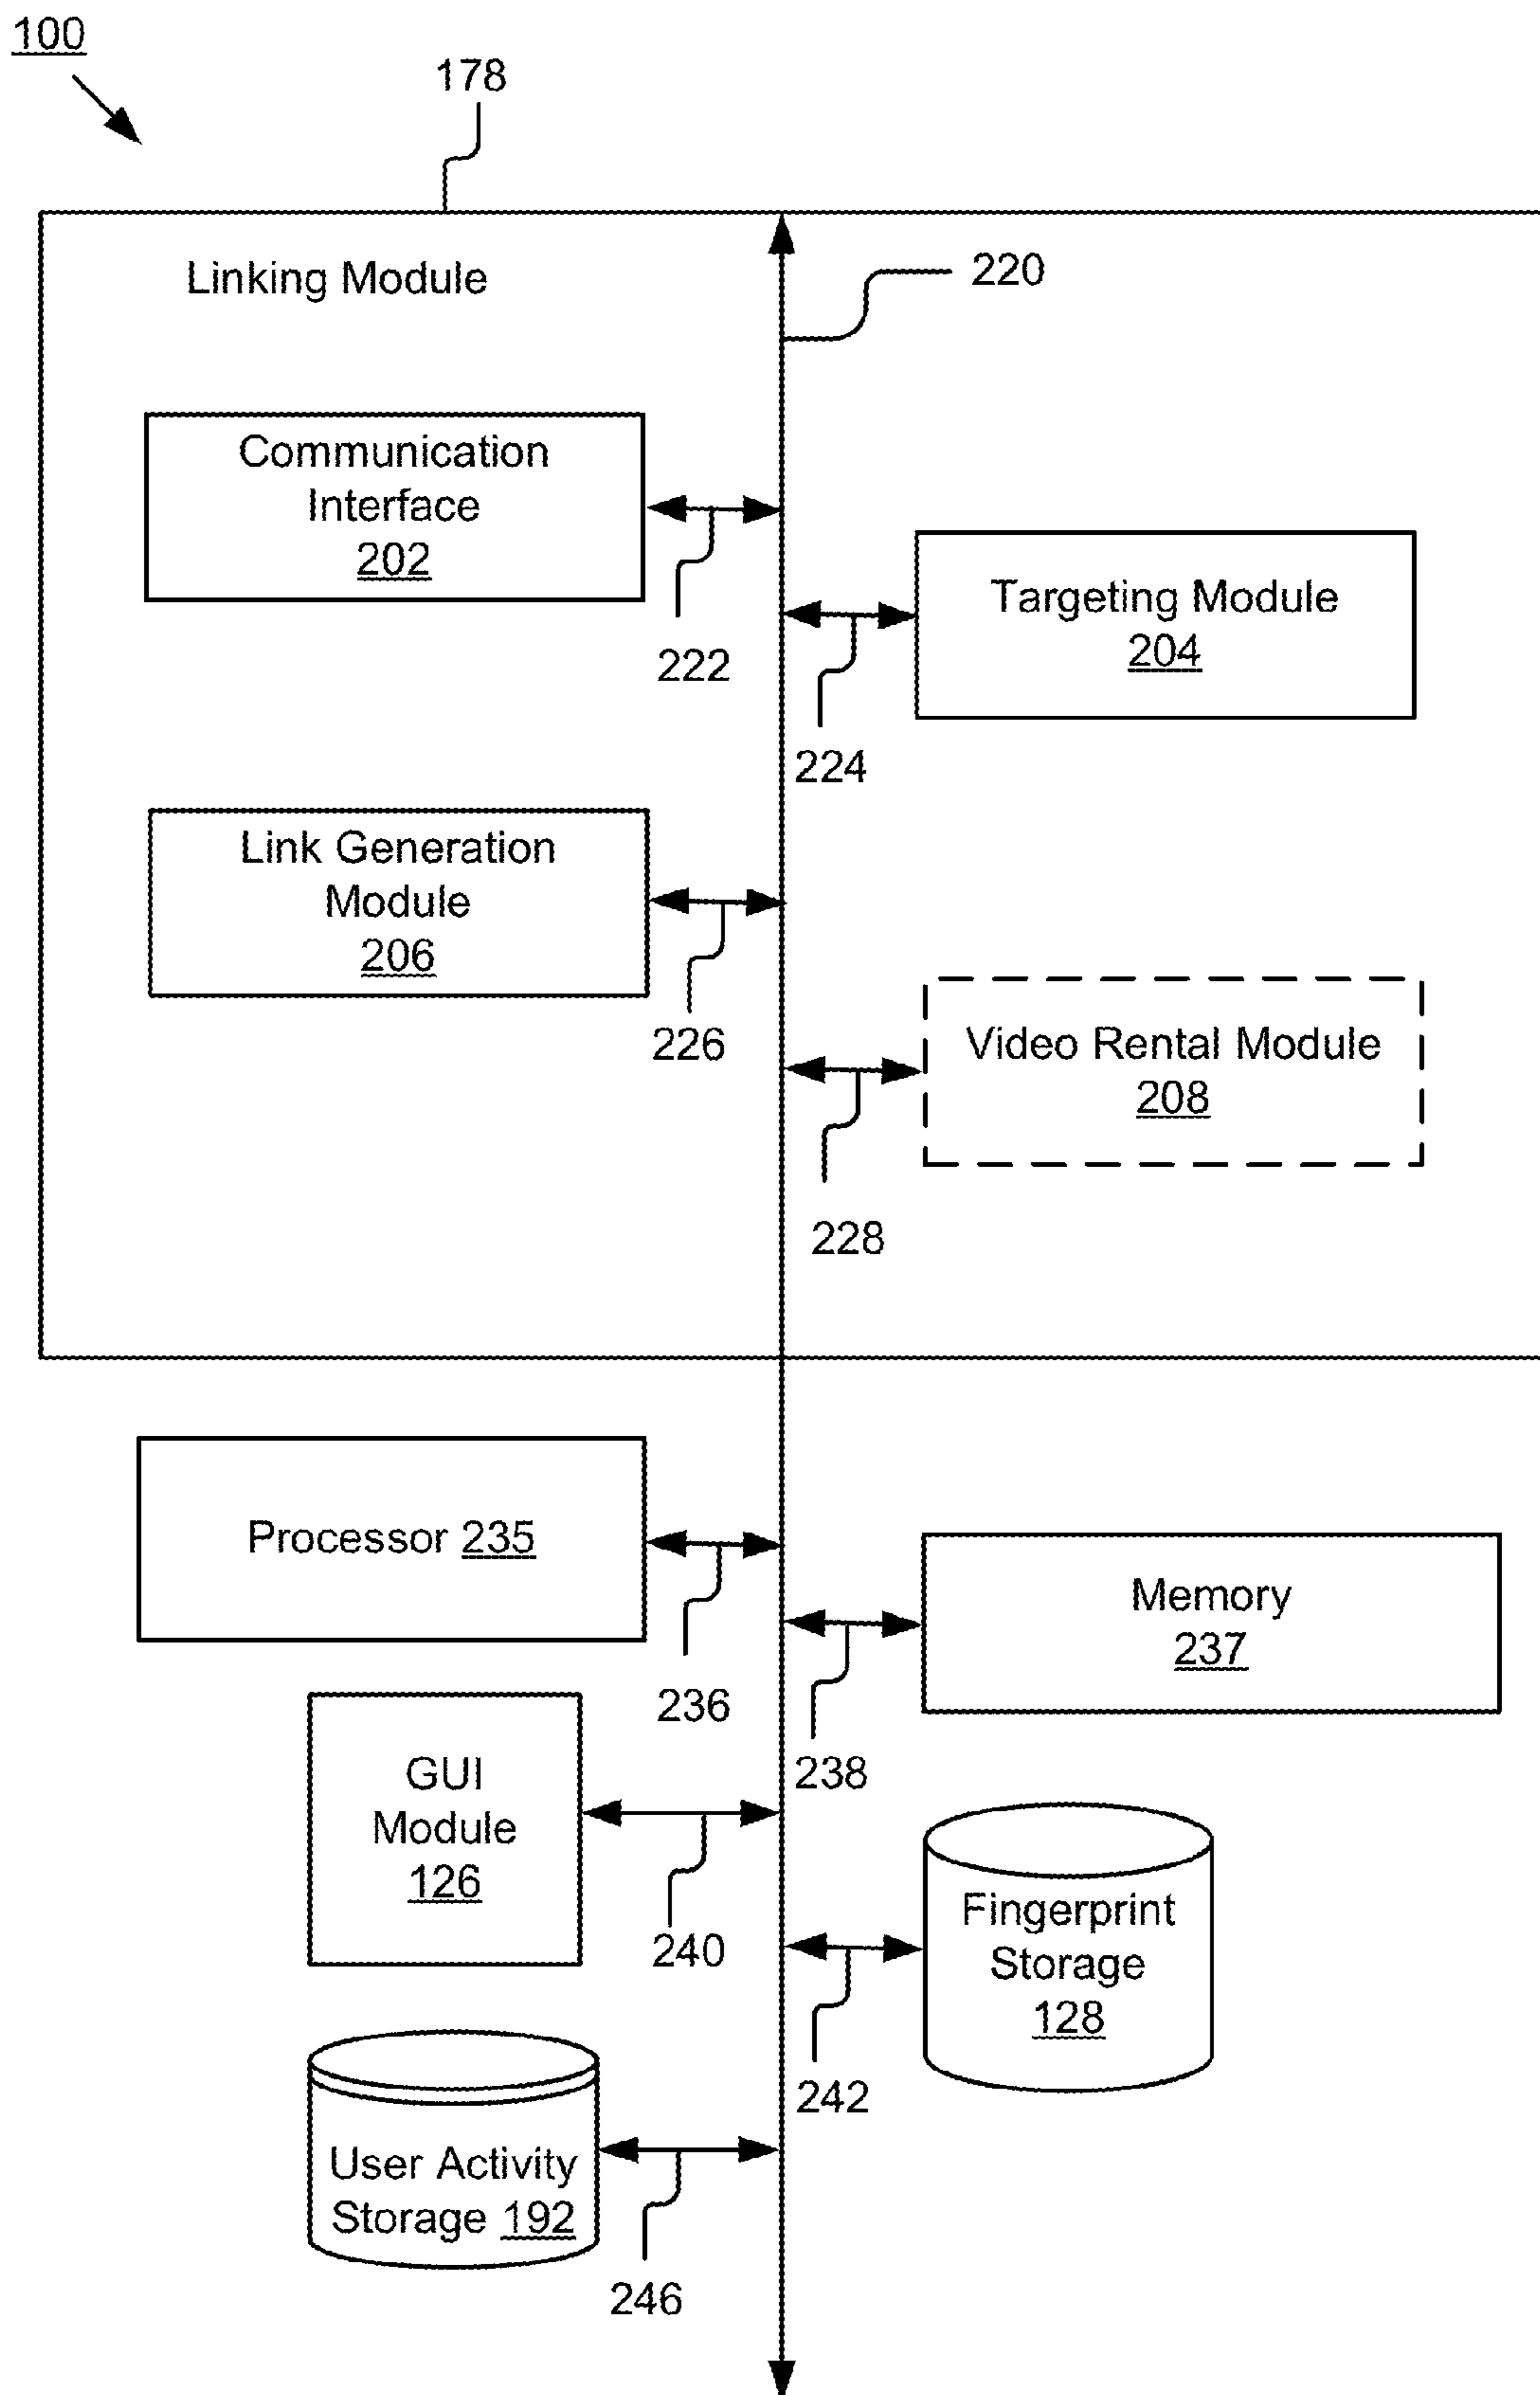 100
178
Linking Module
220
Communication
Interface
202
222
Targeting Module
204
224
Link Generation
Module
206
226
Video Rental Module
208
228
Processor 235
236
Memory
237
238
GUI
Module
126
240
Fingerprint
Storage
128
242
User Activity
Storage 192
246